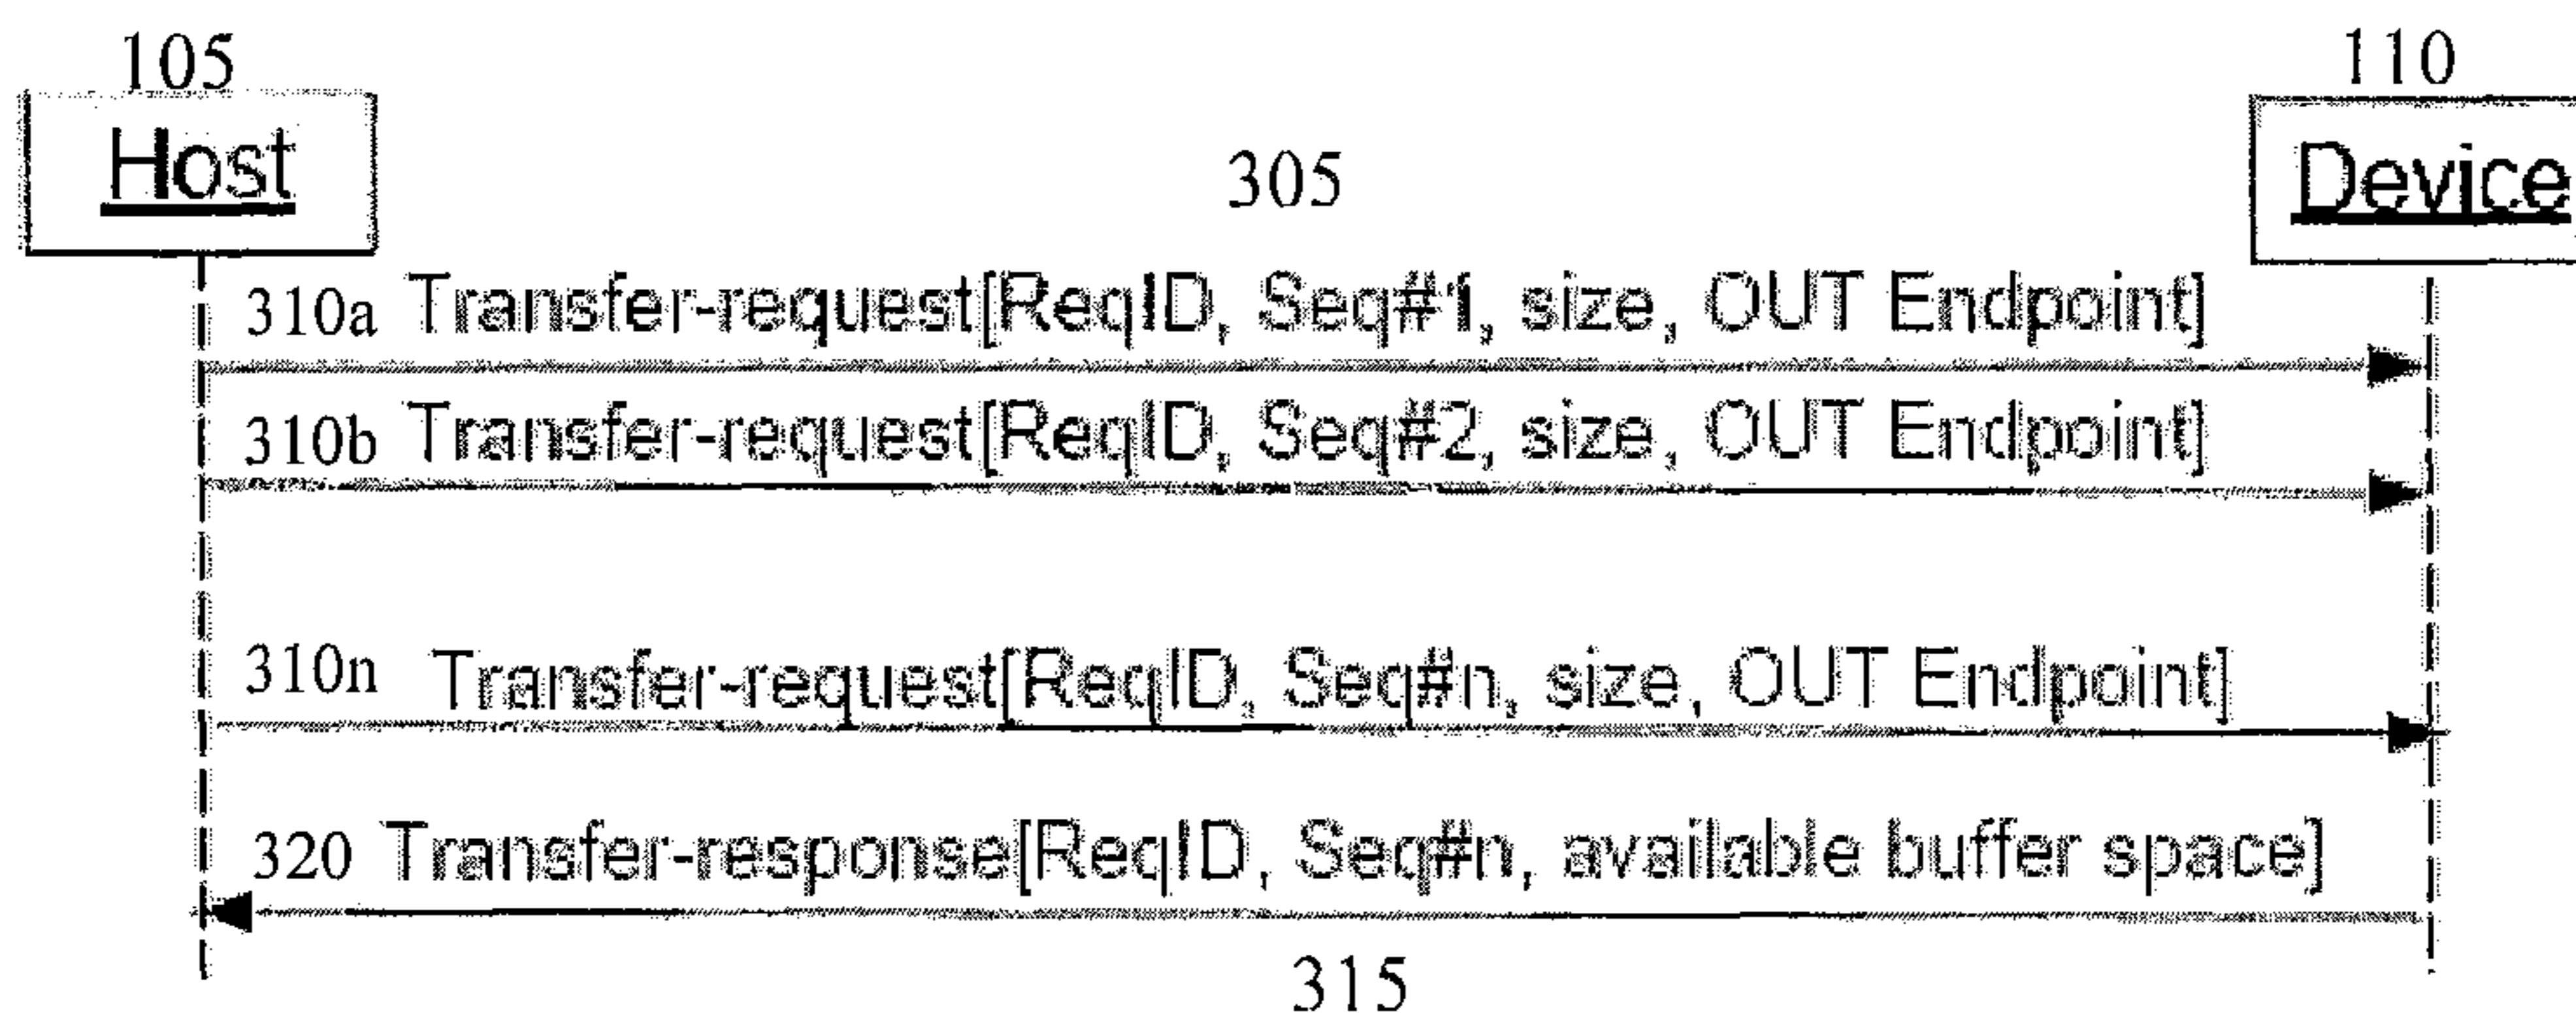 105
110
Host
Device
305
310a Transfer-request[ReqID, Seq#1, size, OUT Endpoint]
310b Transfer-request[ReqID, Seq#2, size, OUT Endpoint]
310n Transfer-request[ReqID, Seq#n, size, OUT Endpoint]
320 Transfer-response[ReqID, Seq#n, available buffer space]
315